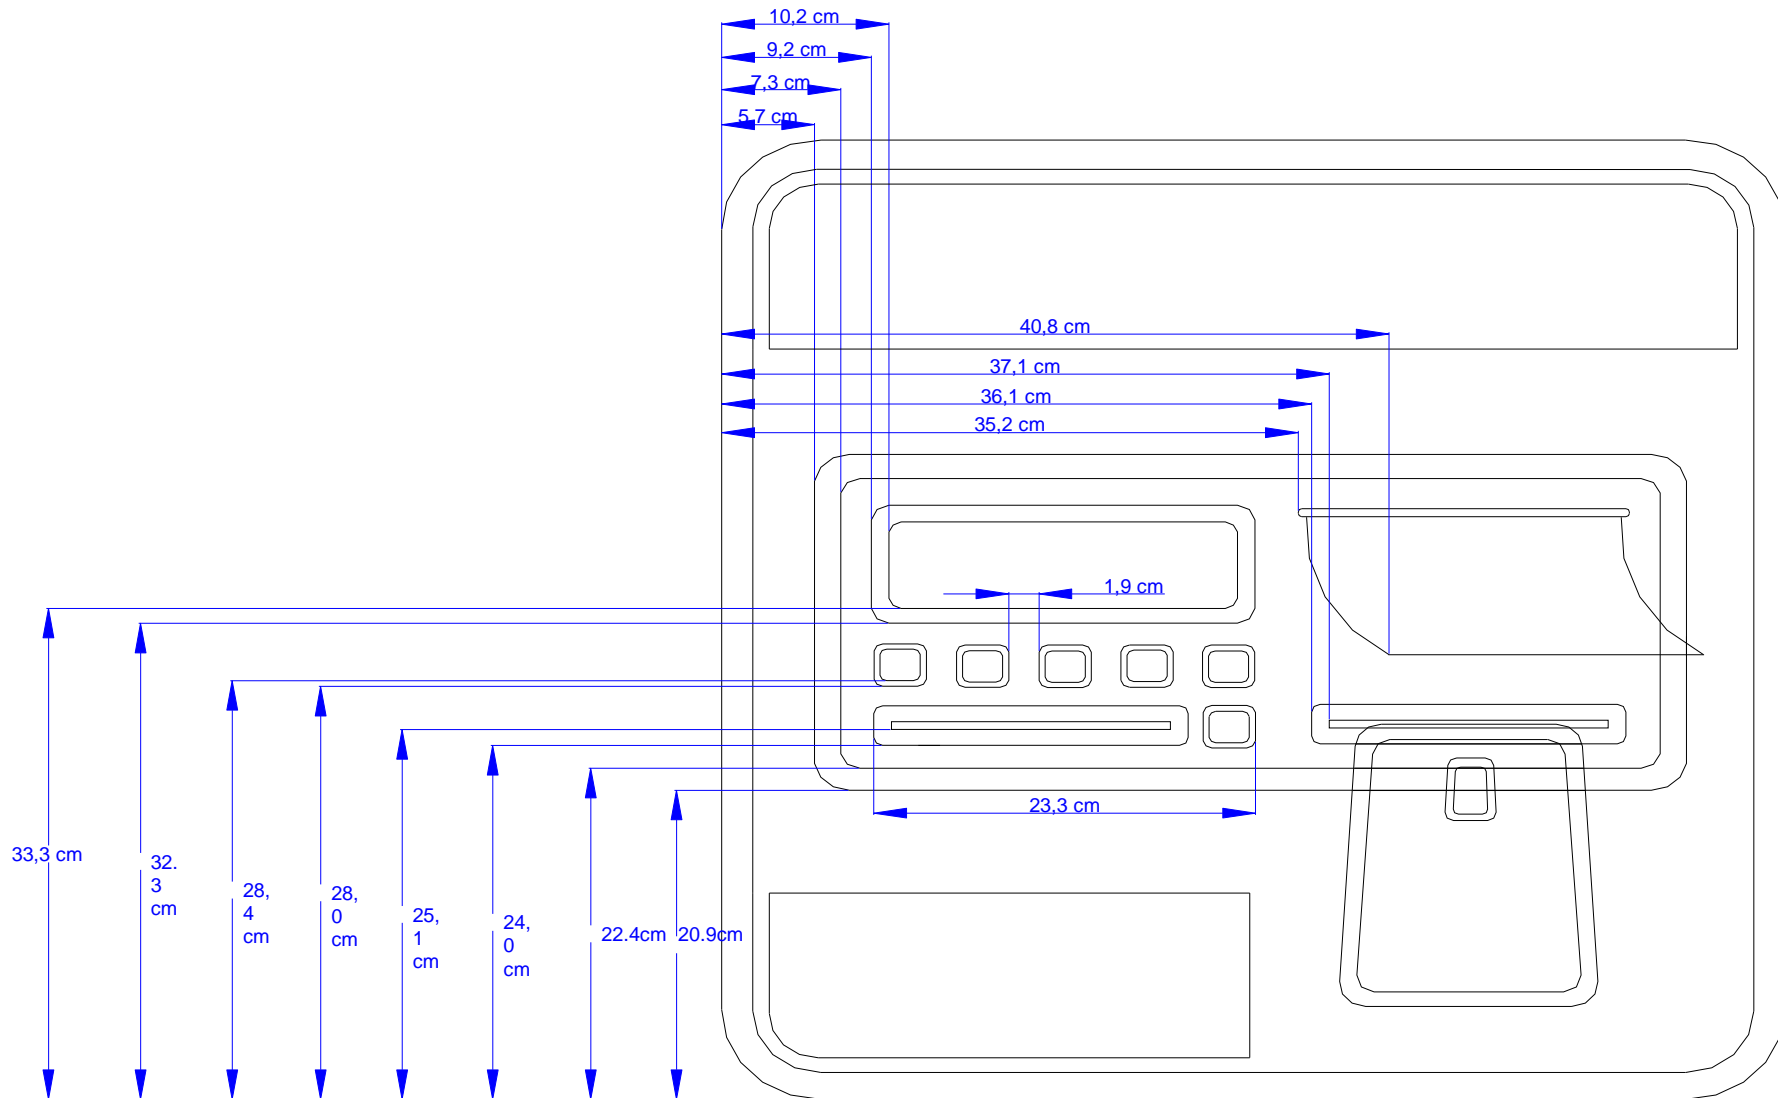 10,2 cm
9,2 cm
7,3 cm
5,7 cm
40,8 cm
37,1 cm
36,1 cm
35,2 cm
1,9 cm
23,3 cm
33,3 cm
32.
3
cm
28,
4
cm
28,
0
cm
25,
1
cm
24,
0
cm
22.4cm
20.9cm